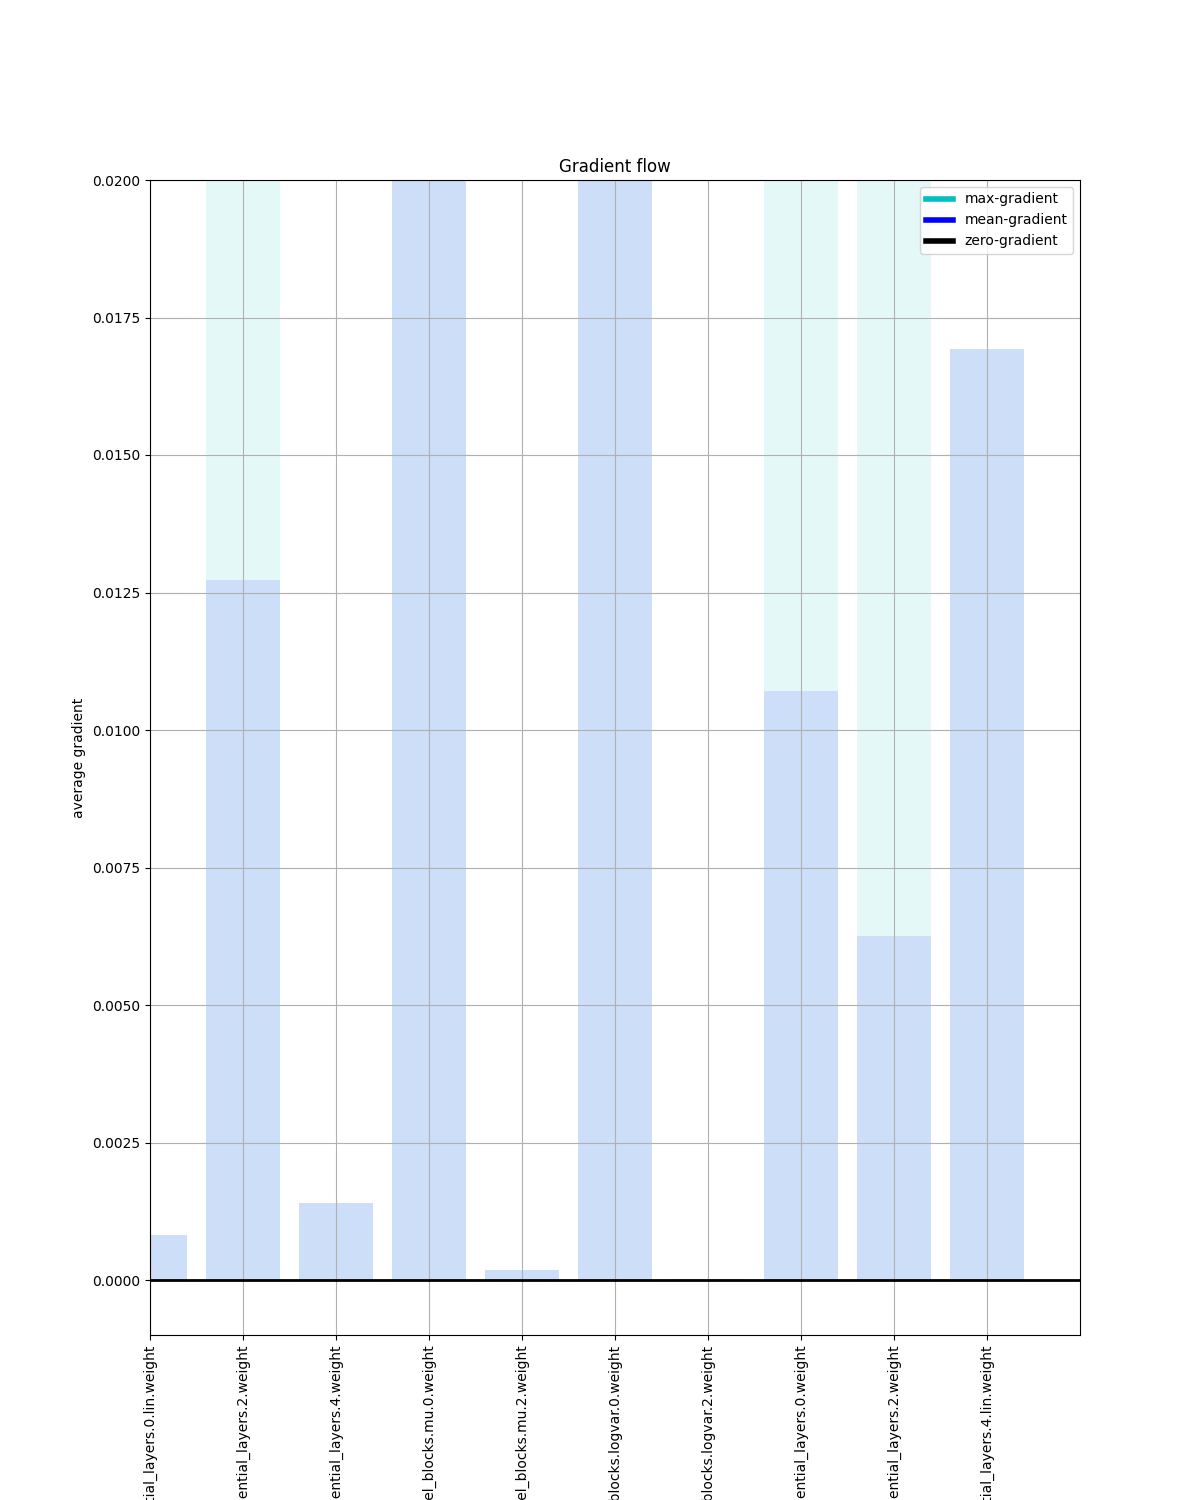 Gradient flow
max-gradient
mean-gradient
zero-gradient
0.0200
0.0175
0.0150
0.0125
0.0100
0.0075
0.0050
0.0025
0.0000
average gradient
tial_layers.0.lin.weight
ential_layers.2.weight
ential_layers.4.weight
el_blocks.mu.0.weight
el_blocks.mu.2.weight
blocks.logvar.0.weight
blocks.logvar.2.weight
ential_layers.0.weight
ential_layers.2.weight
tial_layers.4.lin.weight